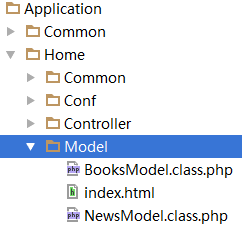 Application
Common
Home
Common
Conf
Controller
Model
BooksModel.class.php
index.html
NewsModel.class.php